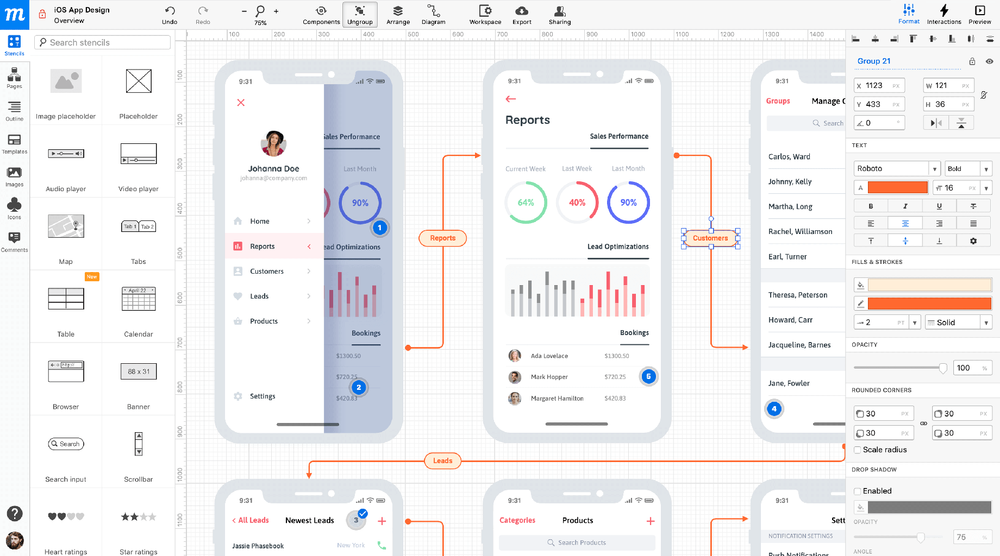 m
iOS App Design
Overview
Undo
Redo
75%
Components
Ungroup
Arrange
Diagram
Workspace
Export
Sharing
Format
Interactions
Preview
Stencils
Pages
Outline
Templates
Images
Icons
Comments
Search stencils
Image placeholder
Placeholder
Audio player
Video player
Map
Tab 1
Tab 2
Tabs
New
Table
April 22
Calendar
http://
Browser
88 x 31
Banner
Search
Search input
Scrollbar
Heart ratings
Star ratings
0 100 200 300 400 500 600 700 800 900 1000 1100 1200 1300 1400
100
200
300
400
500
600
700
800
900
1000
1100
9:31
Johanna Doe
johanna@company.com
Home
Reports
Customers
Leads
Products
Settings
Sales Performance
Last Month
90%
1
ead Optimizations
Bookings
$1300.50
$720.25
2
$420.83
Reports
9:31
Reports
Sales Performance
Current Week
Last Week
Last Month
64%
40%
90%
Lead Optimizations
Bookings
Ada Lovelace $1300.50
Mark Hopper $720.25
5
Margaret Hamilton $420.83
Customers
9:31
Groups
Manage C
Search
Carlos, Ward
Johnny, Kelly
Martha, Long
Rachel, Williamson
Earl, Turner
Theresa, Peterson
Howard, Carr
Jacqueline, Barnes
Jane, Fowler
4
Leads
9:31
< All Leads
Newest Leads
3
+
Jassie Phasebook
New York
9:31
Categories
Products
+
Search Products
9:31
Sett
NOTIFICATION SETTINGS
Push Notifications
Group 21
X 1123 PX
W 121 PX
Y 433 PX
H 36 PX
0 °
TEXT
Roboto
Bold
A
TT 16 PX
B I U T
FILLS & STROKES
2 PT
Solid
OPACITY
100 %
ROUNDED CORNERS
30 PX
30 PX
30 PX
30 PX
Scale radius
DROP SHADOW
Enabled
OPACITY
75 %
ANGLE